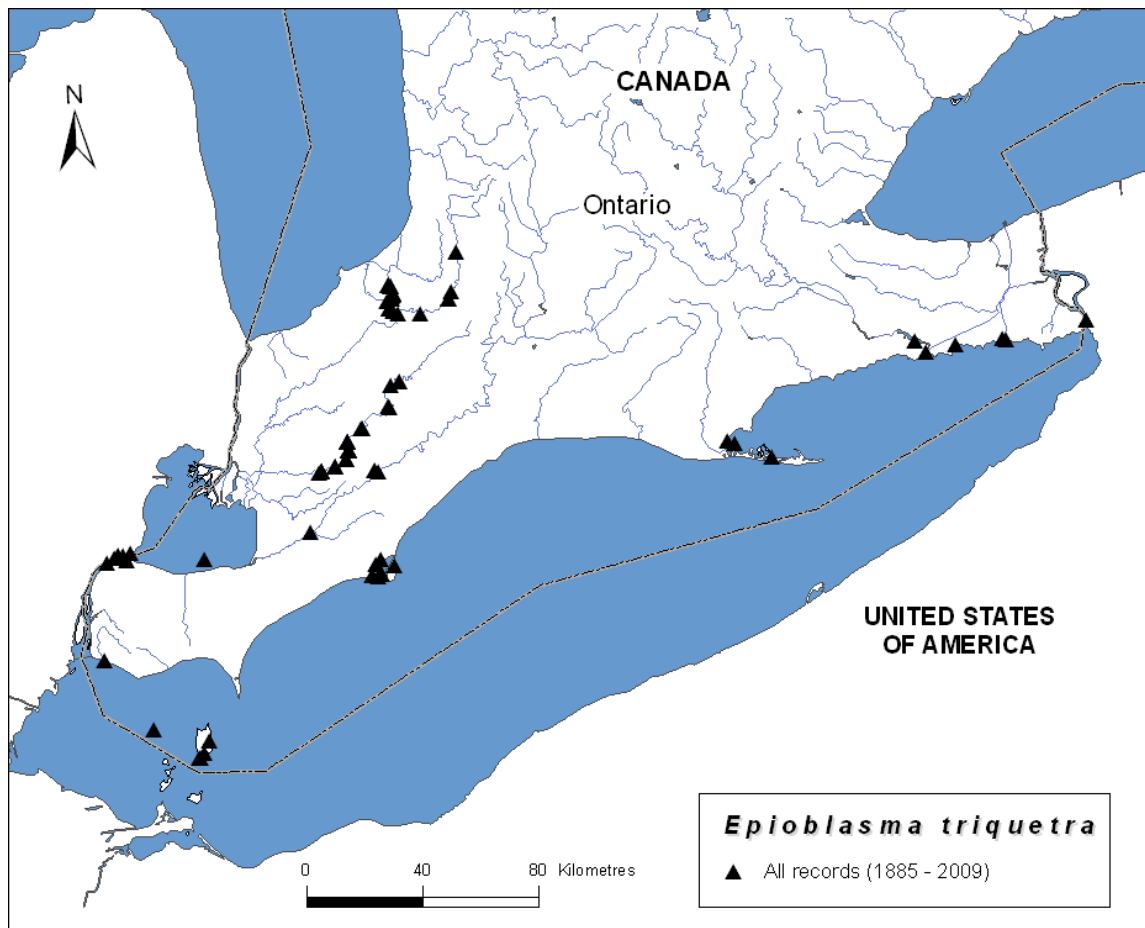 CANADA
N
Ontario
UNITED STATES
OF AMERICA
Epioblasma triquetra
▲ All records (1885 - 2009)
0 40 80 Kilometres